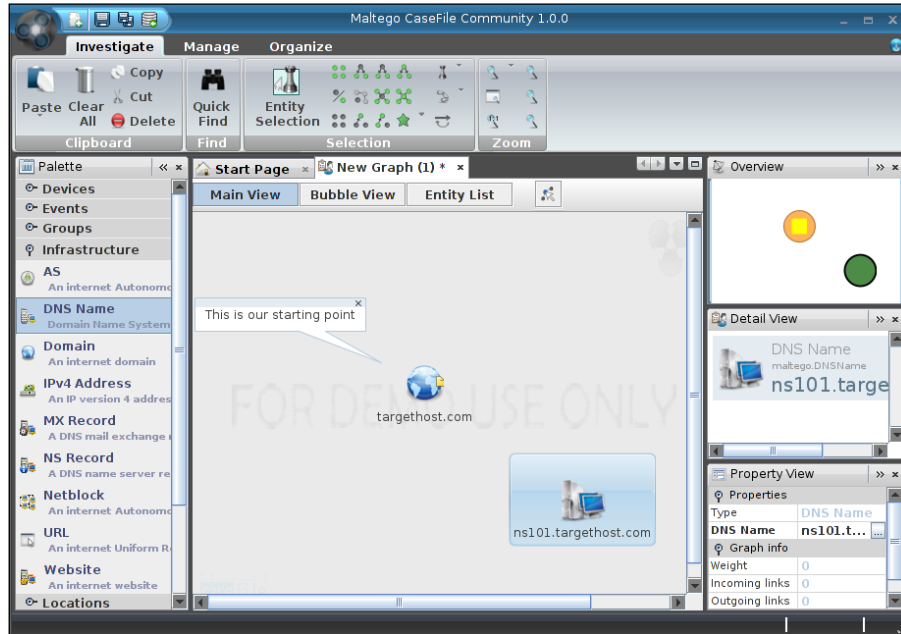 Maltego CaseFile Community 1.0.0
Investigate Manage Organize
Paste
Clear All
Copy
Cut
Delete
Clipboard
Quick Find
Find
Entity Selection
Selection
Zoom
Palette
Devices
Events
Groups
Infrastructure
AS
An internet Autonomo
DNS Name
Domain Name System
Domain
An internet domain
IPv4 Address
An IP version 4 addres
MX Record
A DNS mail exchange
NS Record
A DNS name server re
Netblock
An internet Autonomo
URL
An internet Uniform R
Website
An internet website
Locations
Start Page
New Graph (1) *
Main View Bubble View Entity List
This is our starting point
FOR DEMO USE ONLY
targethost.com
ns101.targethost.com
Overview
Detail View
DNS Name
maltego.DNSName
ns101.targe
Property View
Properties
Type DNS Name
DNS Name ns101.t... ...
Graph info
Weight 0
Incoming links 0
Outgoing links 0